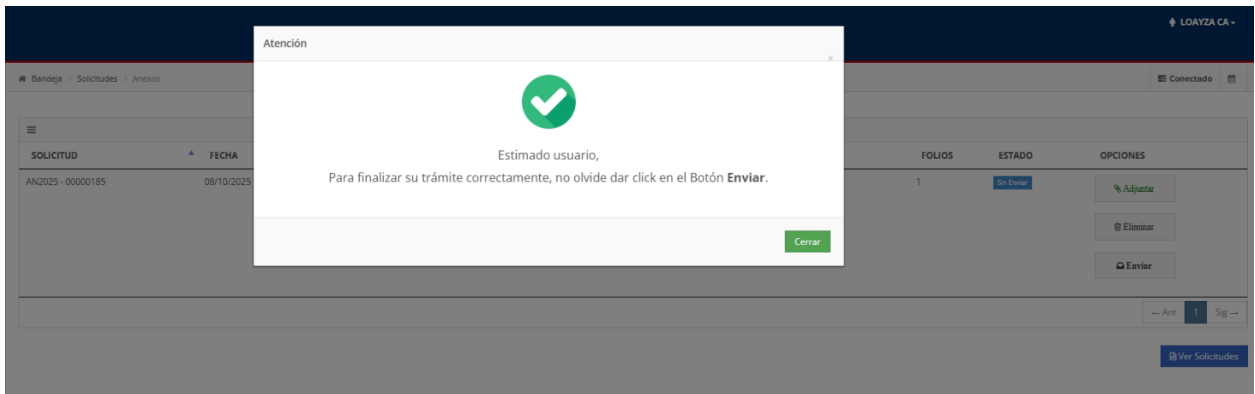 LOAYZA CA
Atención
×
Bandeja > Solicitudes > Anexos
Conectado
Estimado usuario,
Para finalizar su trámite correctamente, no olvide dar click en el Botón Enviar.
Cerrar
SOLICITUD FECHA FOLIOS ESTADO OPCIONES
AN2025 - 00000185 08/10/2025 1 Sin Enviar Adjuntar
Eliminar
Enviar
← Ant 1 Sig →
Ver Solicitudes